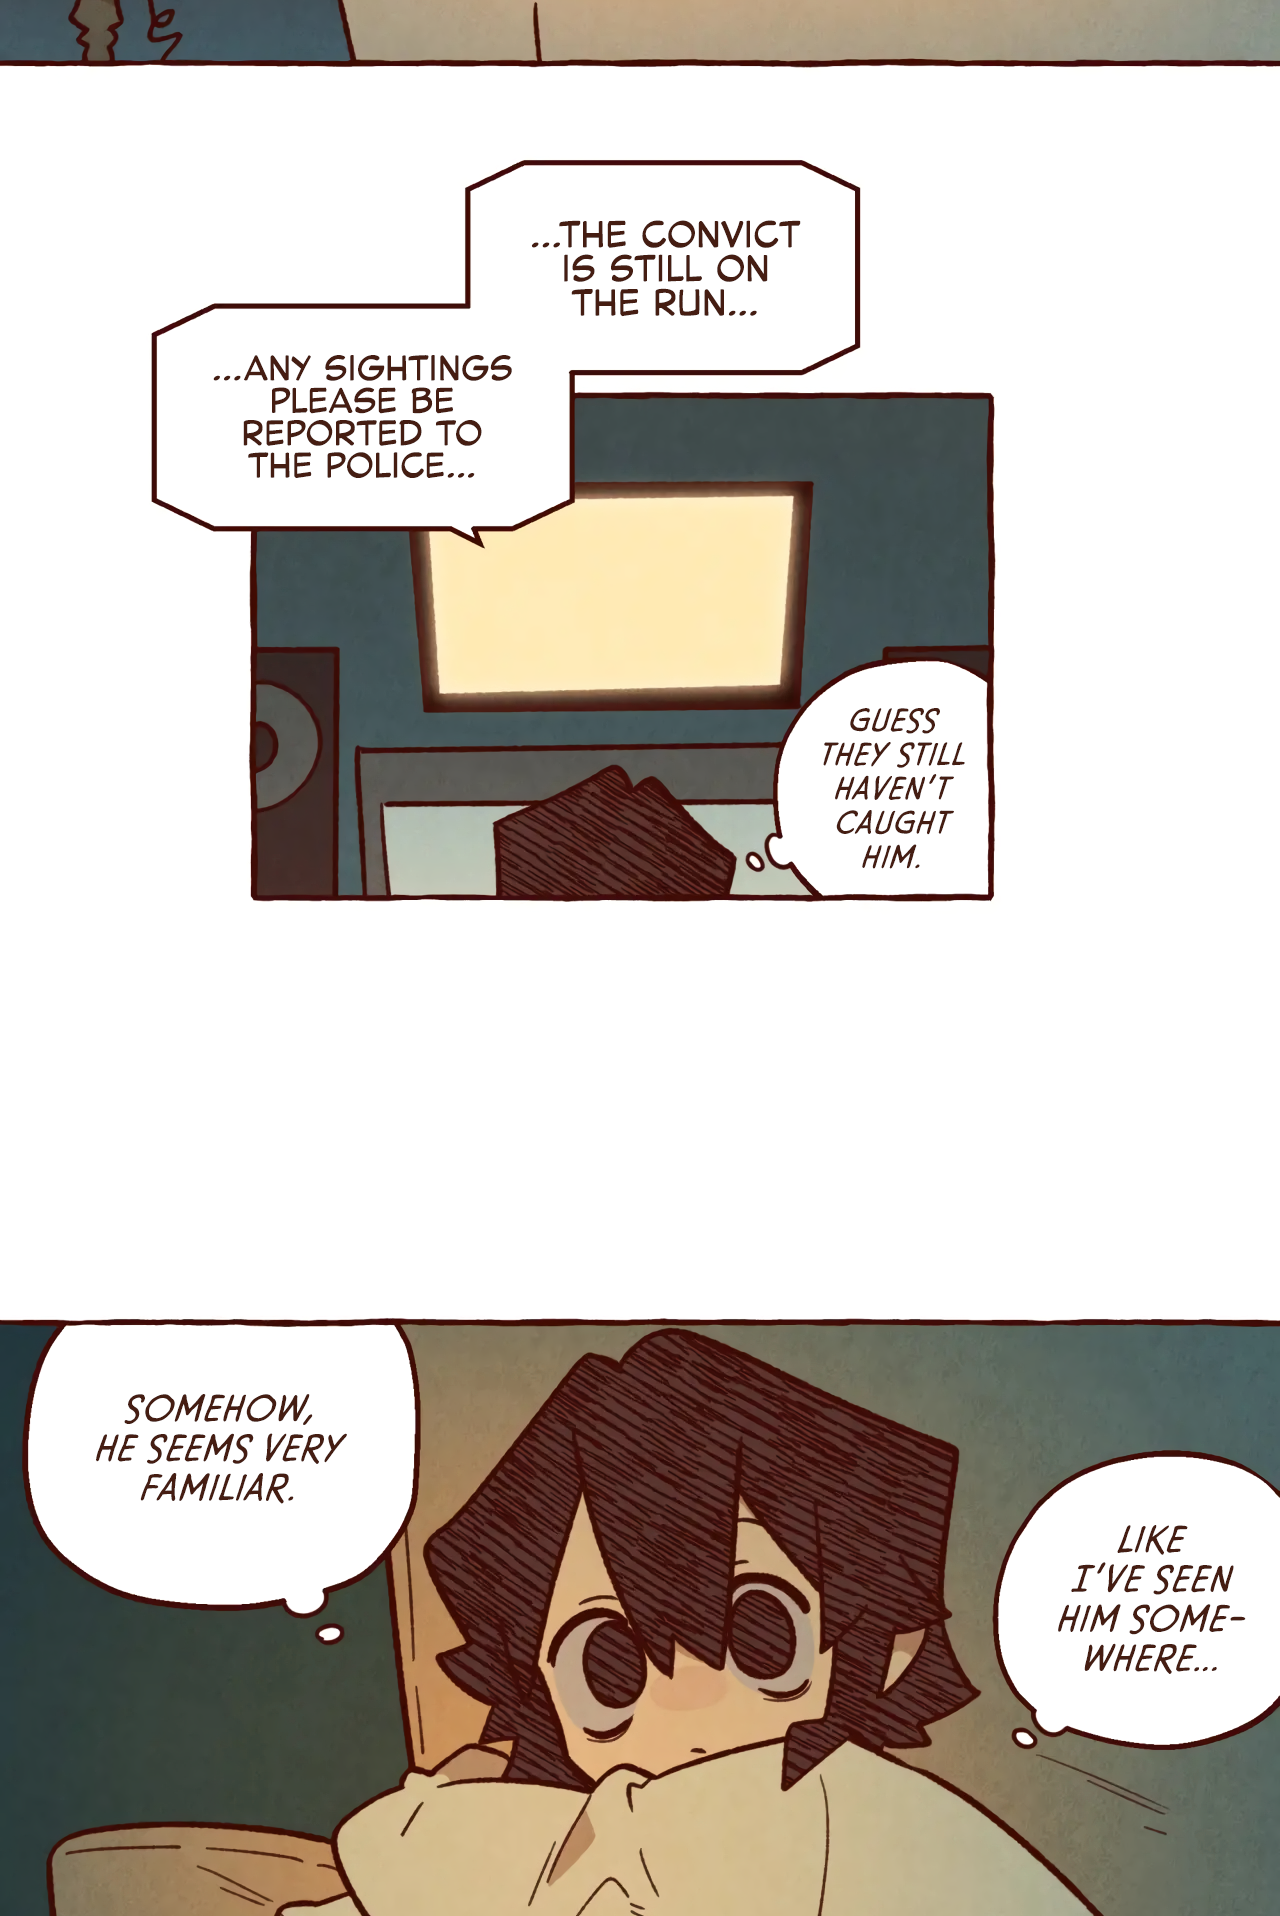 ...THE CONVICT
IS STILL ON
THE RUN...
...ANY SIGHTINGS
PLEASE BE
REPORTED TO
THE POLICE...
GUESS
THEY STILL
HAVEN'T
CAUGHT
HIM.
SOMEHOW,
HE SEEMS VERY
FAMILIAR.
LIKE
I'VE SEEN
HIM SOME-
WHERE...